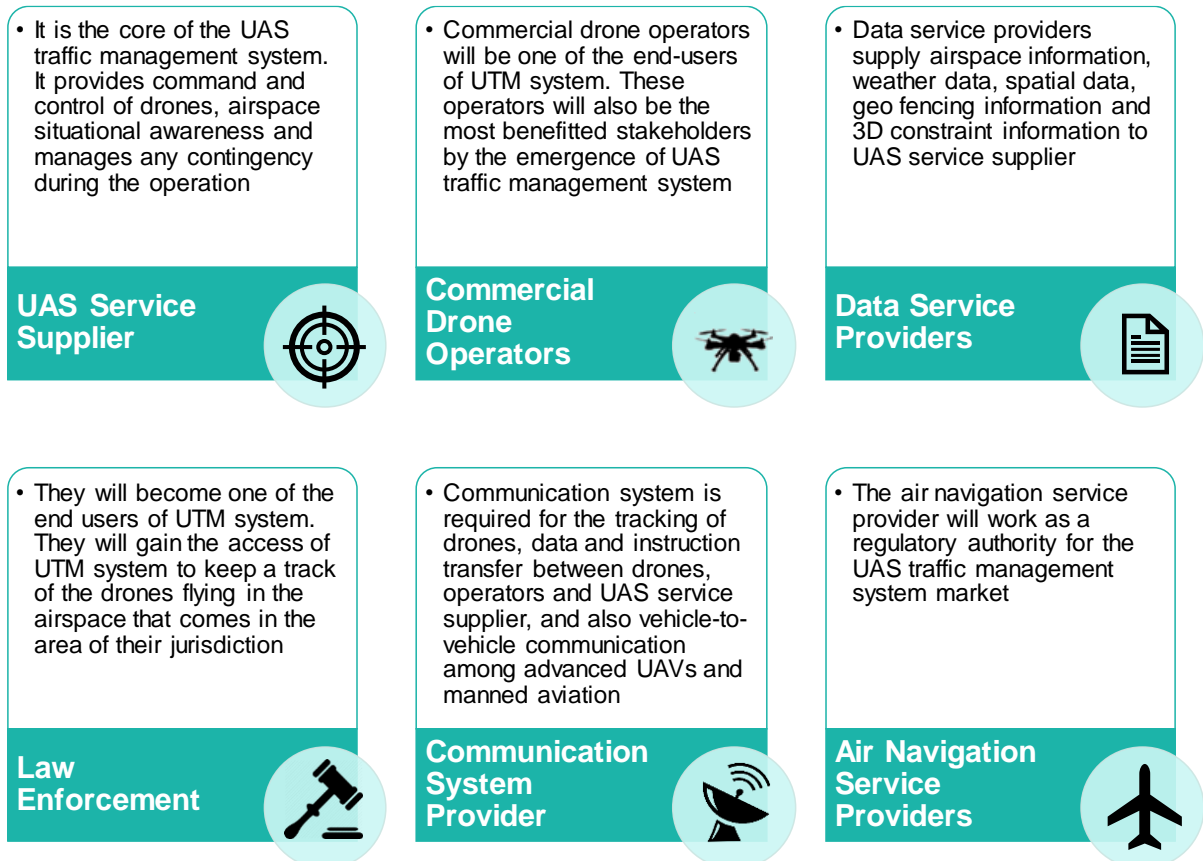 • It is the core of the UAS
traffic management system.
It provides command and
control of drones, airspace
situational awareness and
manages any contingency
during the operation
UAS Service
Supplier
• Commercial drone operators
will be one of the end-users
of UTM system. These
operators will also be the
most benefitted stakeholders
by the emergence of UAS
traffic management system
Commercial
Drone
Operators
• Data service providers
supply airspace information,
weather data, spatial data,
geo fencing information and
3D constraint information to
UAS service supplier
Data Service
Providers
• They will become one of the
end users of UTM system.
They will gain the access of
UTM system to keep a track
of the drones flying in the
airspace that comes in the
area of their jurisdiction
Law
Enforcement
• Communication system is
required for the tracking of
drones, data and instruction
transfer between drones,
operators and UAS service
supplier, and also vehicle-to-
vehicle communication
among advanced UAVs and
manned aviation
Communication
System
Provider
• The air navigation service
provider will work as a
regulatory authority for the
UAS traffic management
system market
Air Navigation
Service
Providers